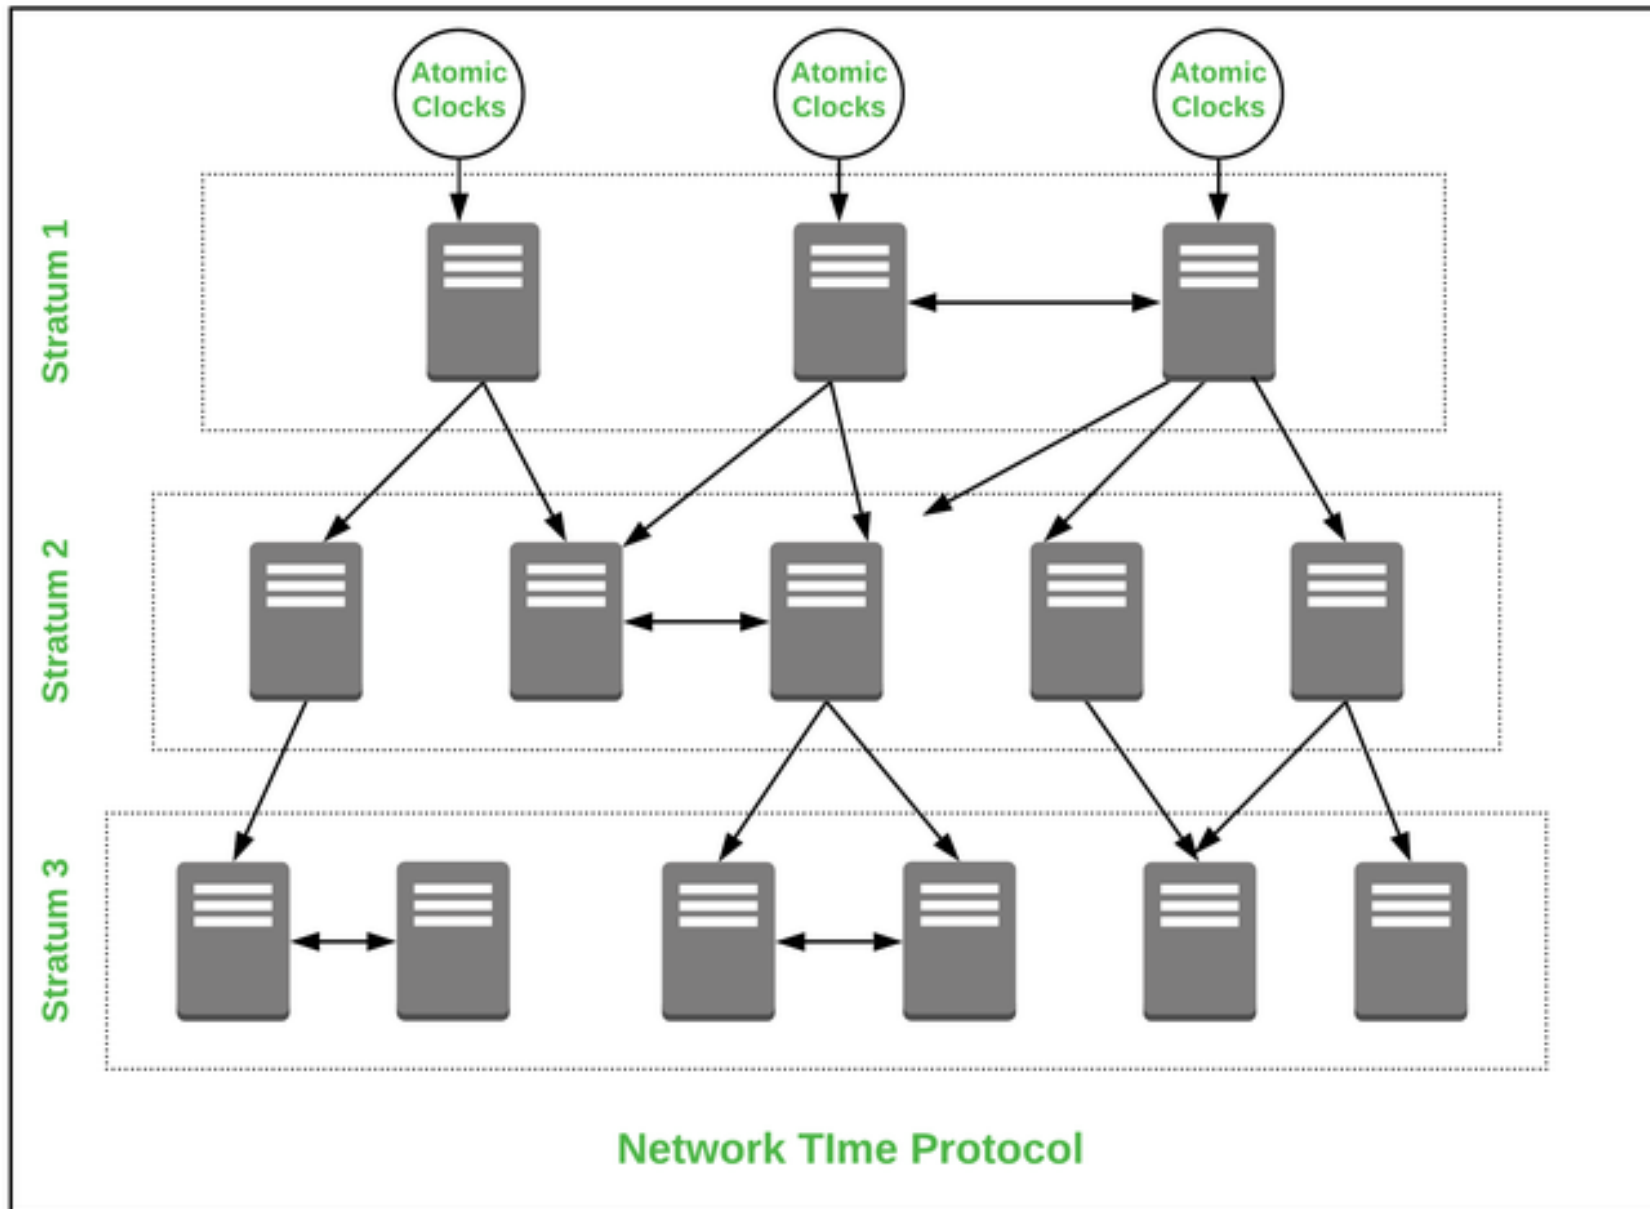 Atomic
Clocks
Atomic
Clocks
Atomic
Clocks
Stratum 1
Stratum 2
Stratum 3
Network TIme Protocol